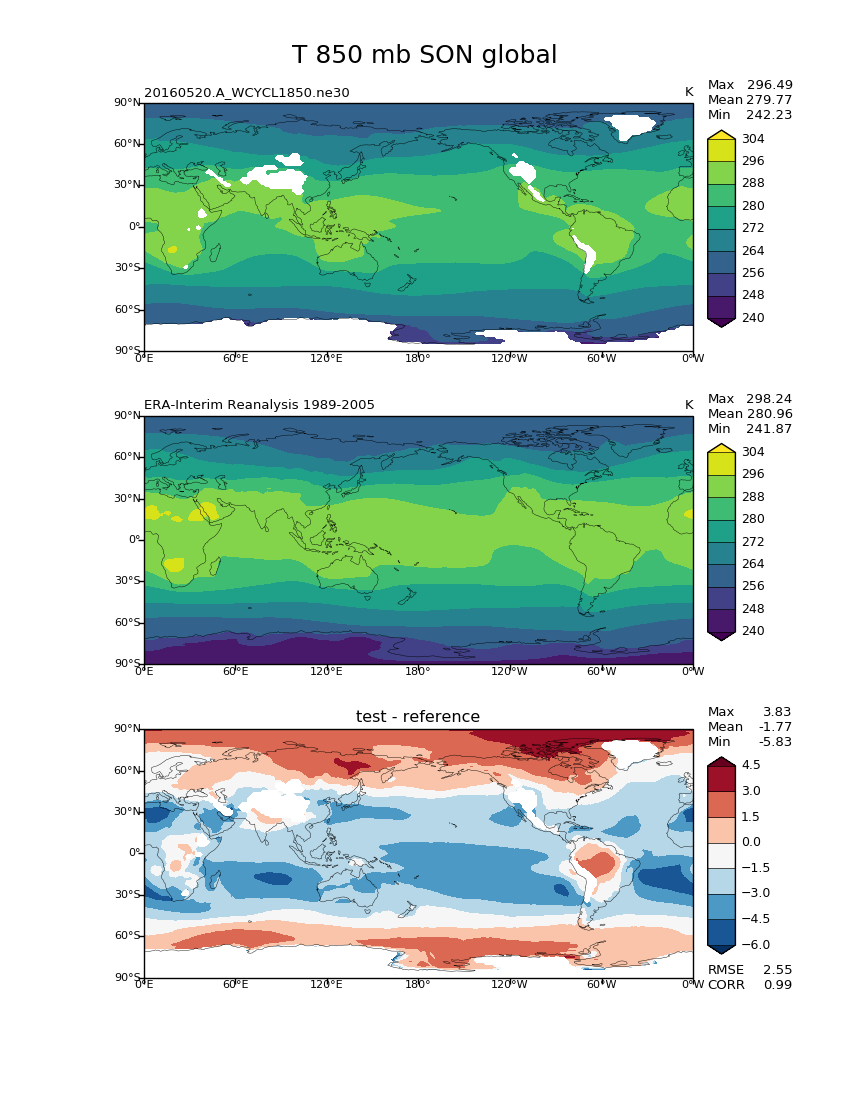 T 850 mb SON global
20160520.A_WCYCL1850.ne30
K
Max 296.49
Mean 279.77
Min 242.23
90°N
60°N
30°N
0°
30°S
60°S
90°S
0°E 60°E 120°E 180° 120°W 60°W 0°W
304
296
288
280
272
264
256
248
240
ERA-Interim Reanalysis 1989-2005
K
Max 298.24
Mean 280.96
Min 241.87
90°N
60°N
30°N
0°
30°S
60°S
90°S
0°E 60°E 120°E 180° 120°W 60°W 0°W
304
296
288
280
272
264
256
248
240
test - reference
Max 3.83
Mean -1.77
Min -5.83
90°N
60°N
30°N
0°
30°S
60°S
90°S
0°E 60°E 120°E 180° 120°W 60°W 0°W
4.5
3.0
1.5
0.0
−1.5
−3.0
−4.5
−6.0
RMSE 2.55
CORR 0.99